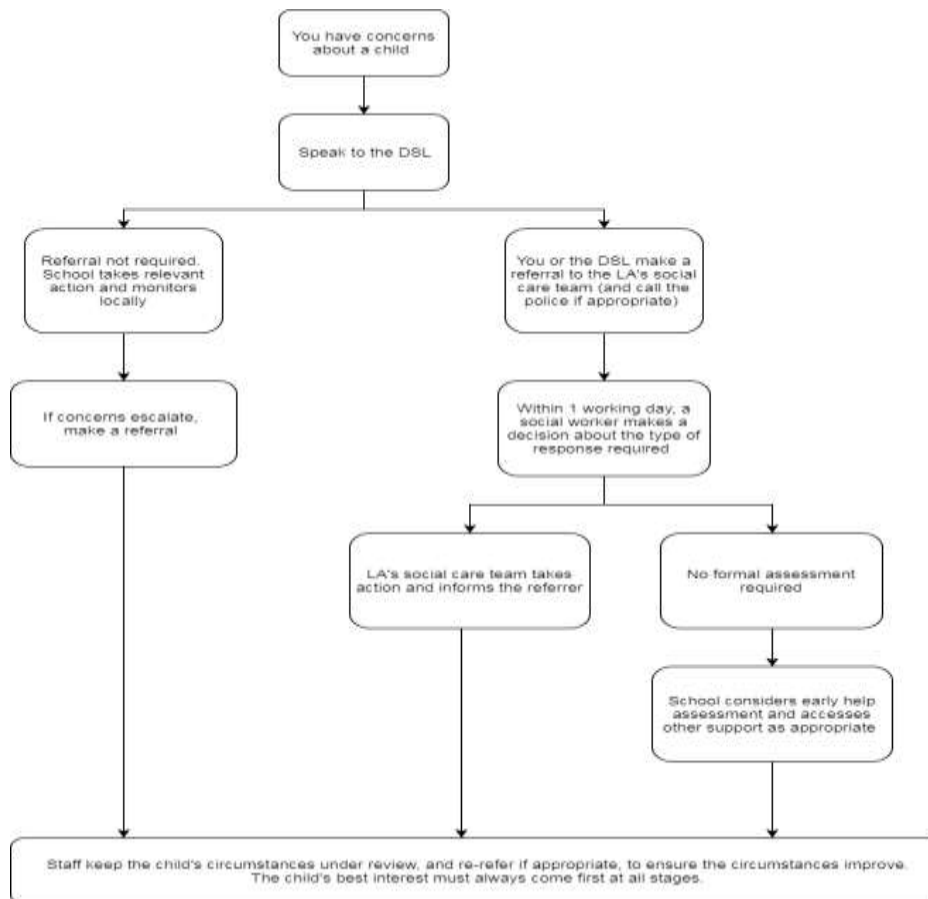 You have concerns
about a child
Speak to the DSL
Referral not required.
School takes relevant
action and monitors
locally
You or the DSL make a
referral to the LA's social
care team (and call the
police if appropriate)
If concerns escalate,
make a referral
Within 1 working day, a
social worker makes a
decision about the type of
response required
LA's social care team takes
action and informs the referrer
No formal assessment
required
School considers early help
assessment and accesses
other support as appropriate
Staff keep the child's circumstances under review, and re-refer if appropriate, to ensure the circumstances improve.
The child's best interest must always come first at all stages.